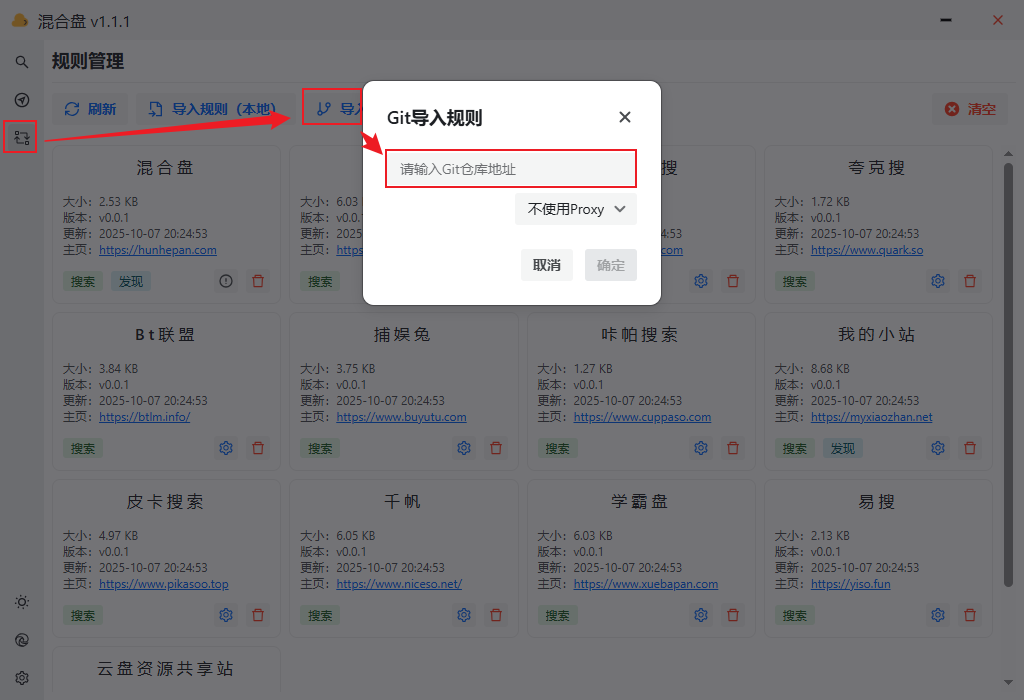 混合盘 v1.1.1
规则管理
刷新
导入规则（本地）
导入
清空
Git导入规则
请输入Git仓库地址
不使用Proxy
取消
确定
混合盘
大小: 2.53 KB
版本: v0.0.1
更新: 2025-10-07 20:24:53
主页: https://hunhepan.com
搜索
发现
大小: 6.03
版本: v0.0.
更新: 2025
主页: https
搜索
搜
4:53
com
夸克搜
大小: 1.72 KB
版本: v0.0.1
更新: 2025-10-07 20:24:53
主页: https://www.quark.so
搜索
Bt联盟
大小: 3.84 KB
版本: v0.0.1
更新: 2025-10-07 20:24:53
主页: https://btlm.info/
搜索
捕娱兔
大小: 3.75 KB
版本: v0.0.1
更新: 2025-10-07 20:24:53
主页: https://www.buyutu.com
搜索
咔帕搜索
大小: 1.27 KB
版本: v0.0.1
更新: 2025-10-07 20:24:53
主页: https://www.cuppaso.com
搜索
我的小站
大小: 8.68 KB
版本: v0.0.1
更新: 2025-10-07 20:24:53
主页: https://myxiaozhan.net
搜索
发现
皮卡搜索
大小: 4.97 KB
版本: v0.0.1
更新: 2025-10-07 20:24:53
主页: https://www.pikasoo.top
搜索
千帆
大小: 6.05 KB
版本: v0.0.1
更新: 2025-10-07 20:24:53
主页: https://www.niceso.net/
搜索
学霸盘
大小: 6.03 KB
版本: v0.0.1
更新: 2025-10-07 20:24:53
主页: https://www.xuebapan.com
搜索
易搜
大小: 2.13 KB
版本: v0.0.1
更新: 2025-10-07 20:24:53
主页: https://yiso.fun
搜索
云盘资源共享站